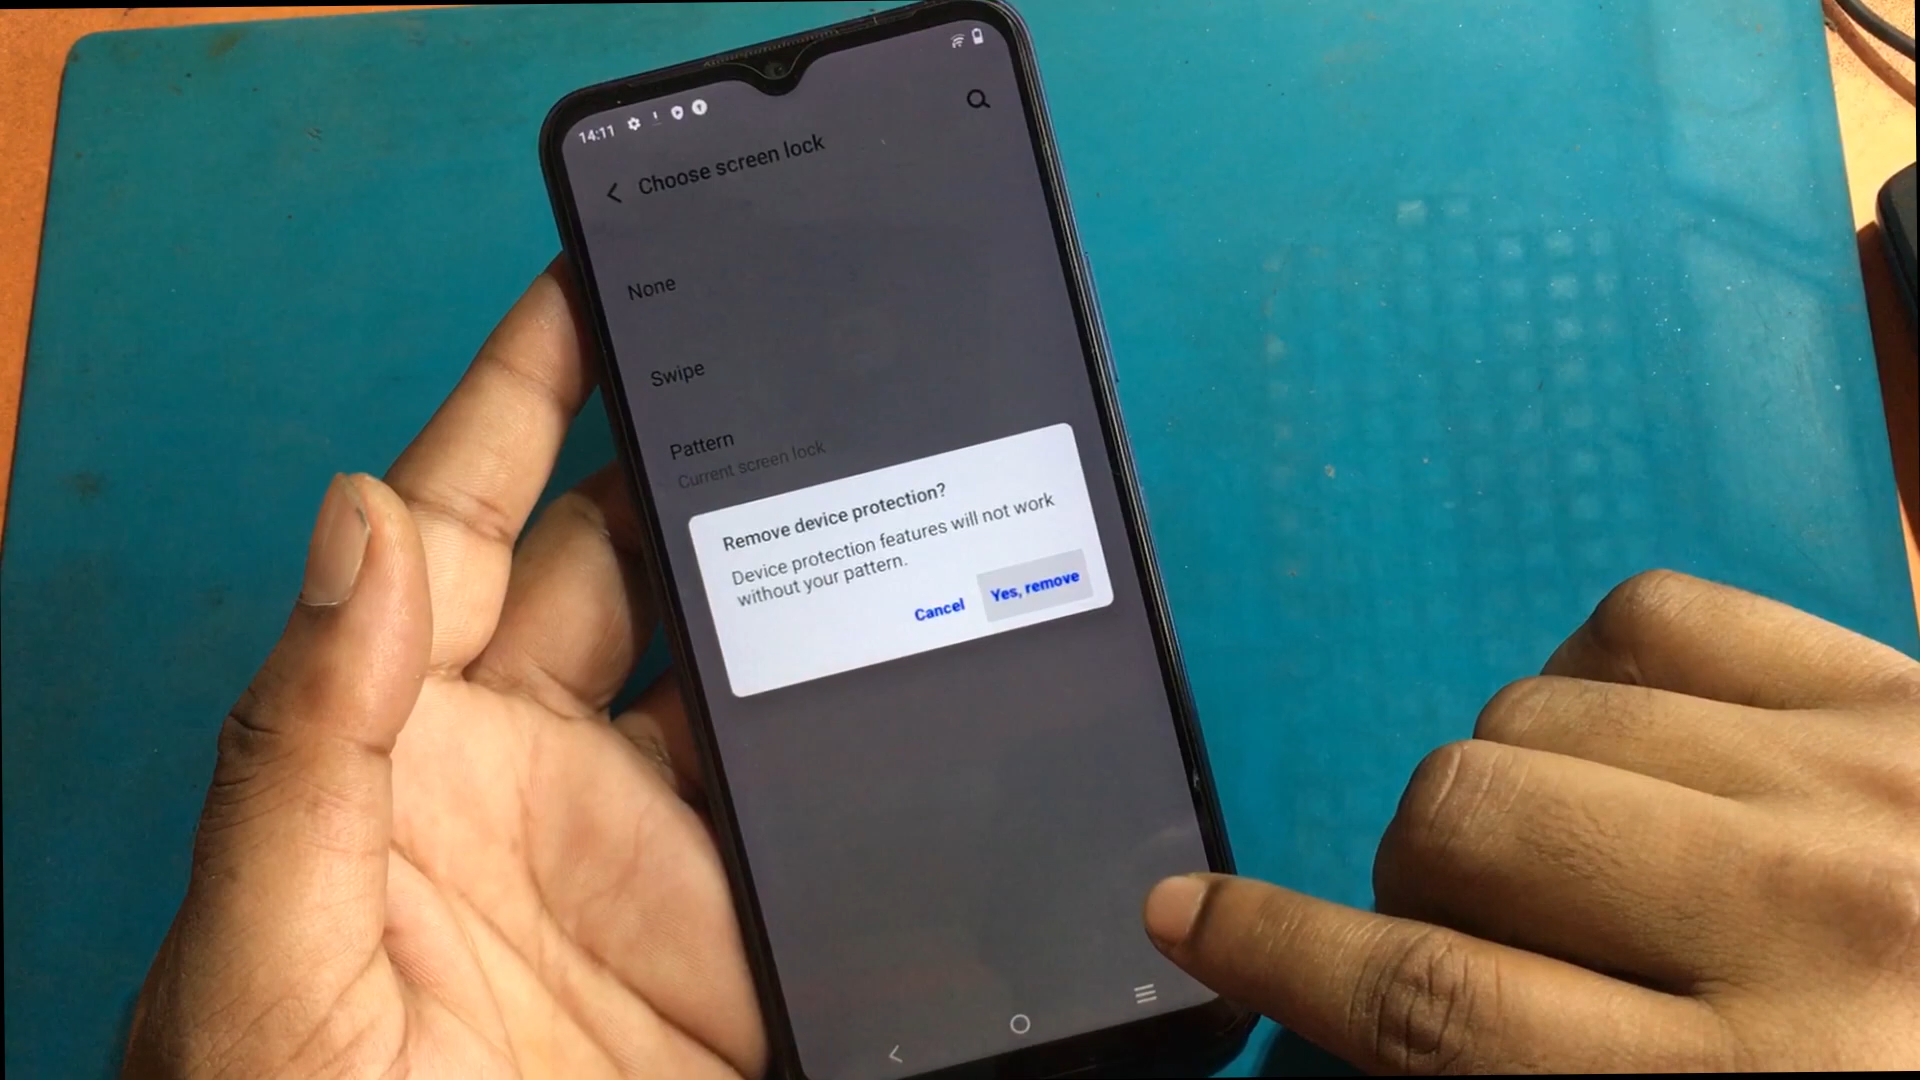 14:11
Choose screen lock
None
Swipe
Pattern
Current screen lock
Remove device protection?
Device protection features will not work
without your pattern.
Cancel
Yes, remove